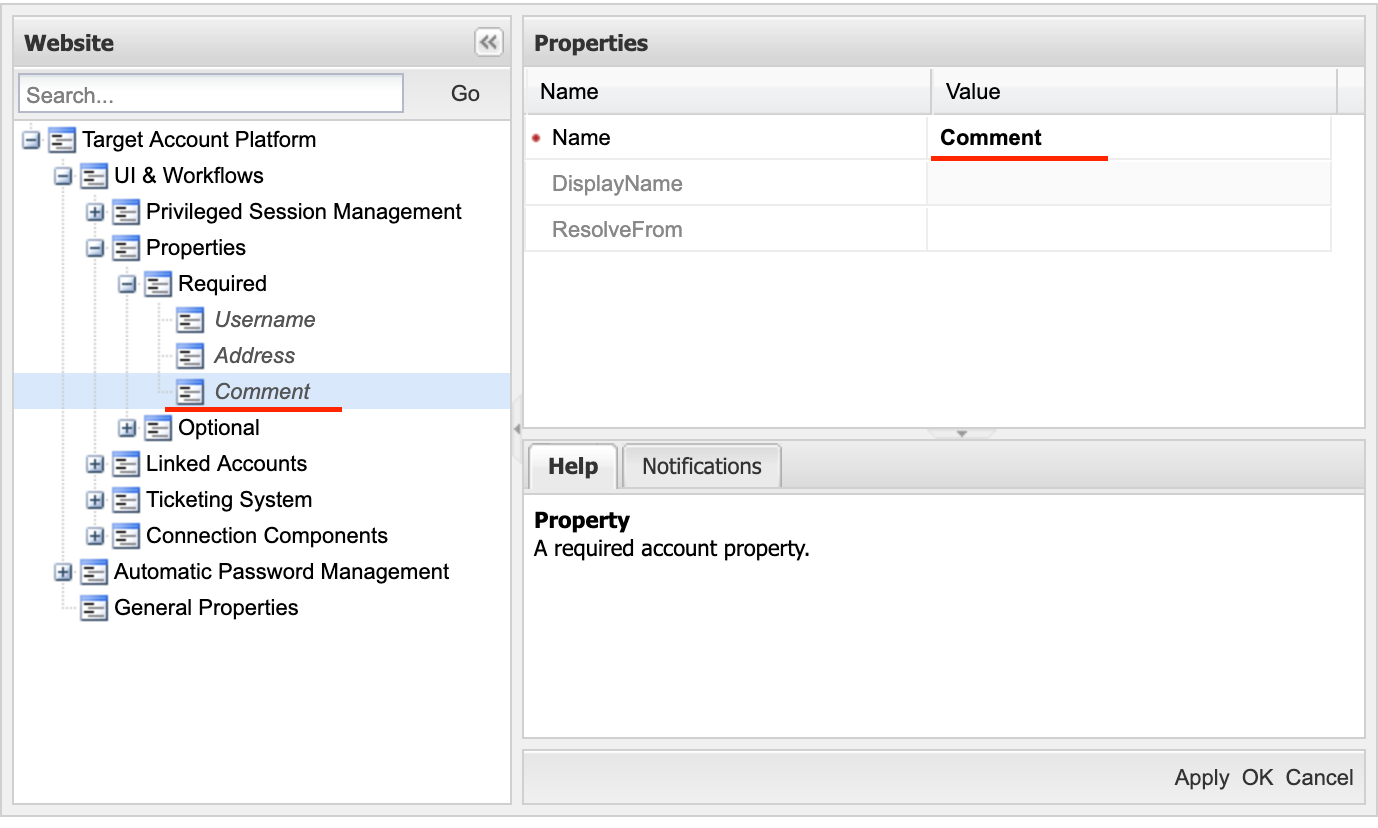 Website
Search...
Go
Target Account Platform
UI & Workflows
Privileged Session Management
Properties
Required
Username
Address
Comment
Optional
Linked Accounts
Ticketing System
Connection Components
Automatic Password Management
General Properties
Properties
Name Value
Name Comment
DisplayName
ResolveFrom
Help Notifications
Property
A required account property.
Apply OK Cancel